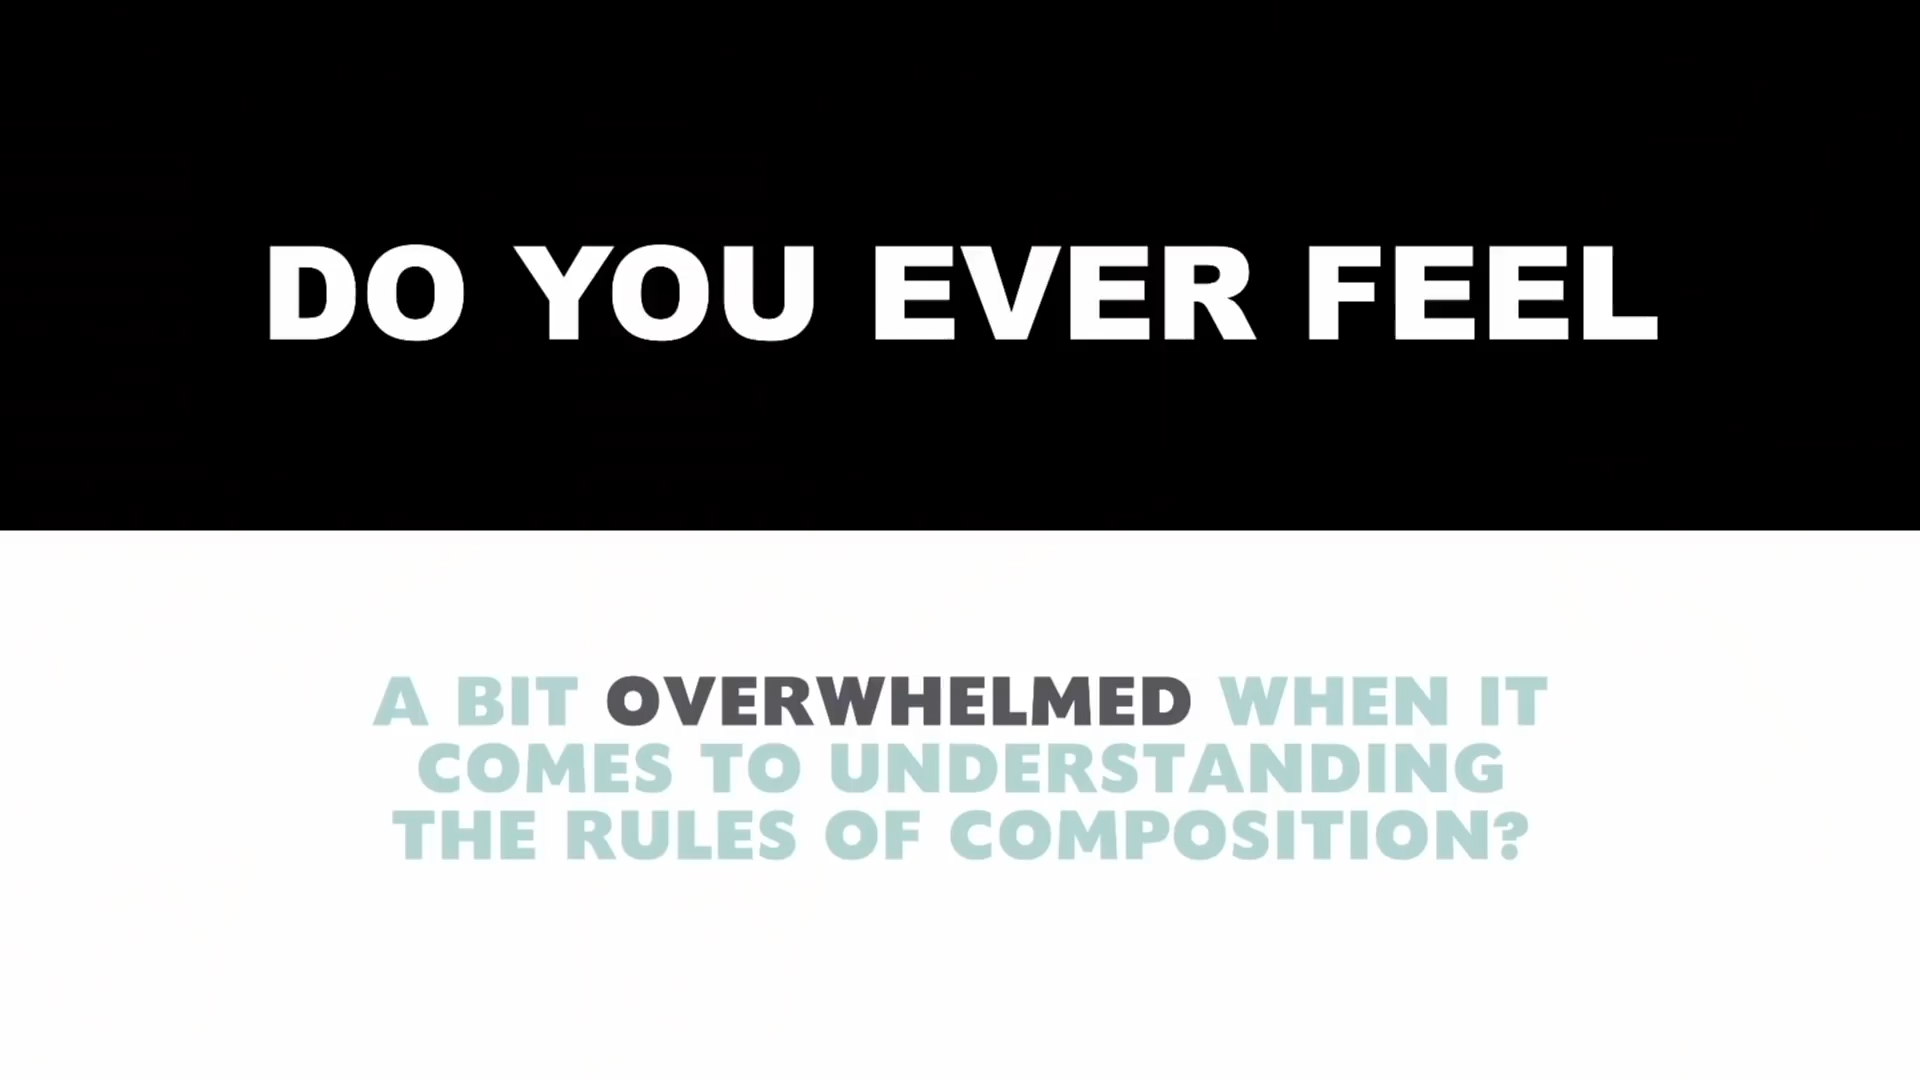 DO YOU EVER FEEL
A BIT OVERWHELMED WHEN IT
COMES TO UNDERSTANDING
THE RULES OF COMPOSITION?